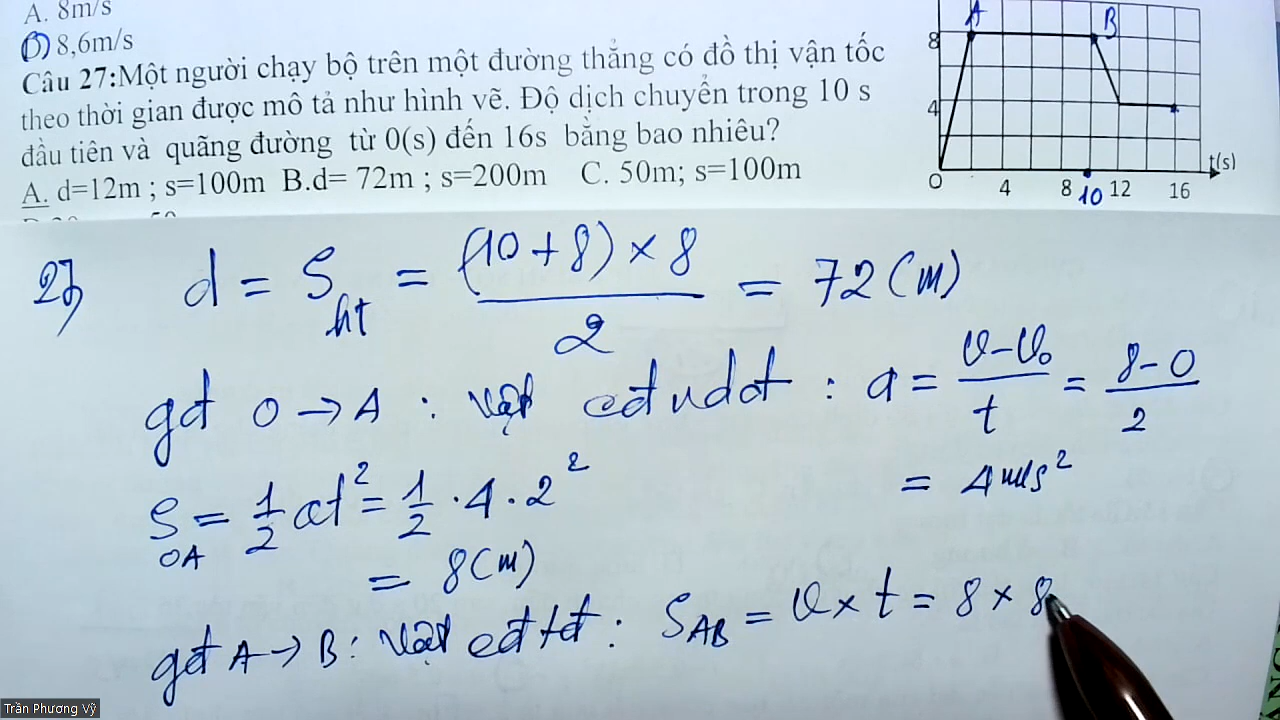 A. 8m/s
D) 8,6m/s
Câu 27:Một người chạy bộ trên một đường thẳng có đồ thị vận tốc
theo thời gian được mô tả như hình vẽ. Độ dịch chuyển trong 10 s
đầu tiên và quãng đường từ 0(s) đến 16s bằng bao nhiêu?
A. d=12m ; s=100m B.d= 72m ; s=200m C. 50m; s=100m
A B
8
4
O 4 8 10 12 16 t(s)
27) d = S ht = (10 + 8) × 8 / 2 = 72 (m)
gđ 0 → A : vật cđ ndđ : a = v - v₀ / t = 8 - 0 / 2
= 4 m/s²
S OA = 1/2 at² = 1/2 . 4 . 2²
= 8 (m)
gđ A → B : vật cđ tđ : S AB = v × t = 8 × 8
Trần Phương Vỹ